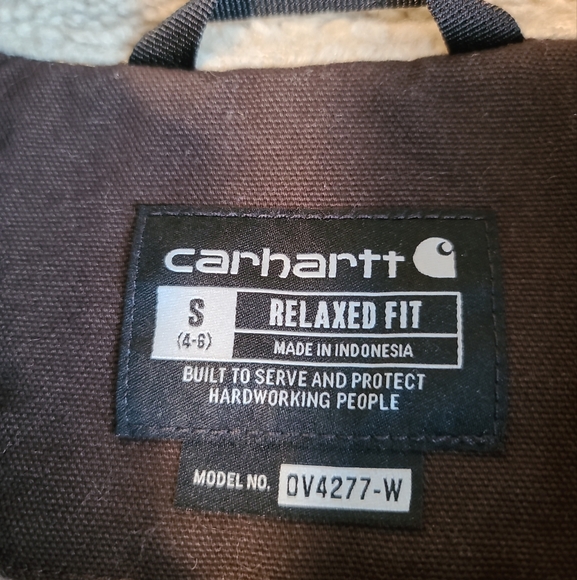 carhartt
S
(4-6)
RELAXED FIT
MADE IN INDONESIA
BUILT TO SERVE AND PROTECT
HARDWORKING PEOPLE
MODEL NO. OV4277-W